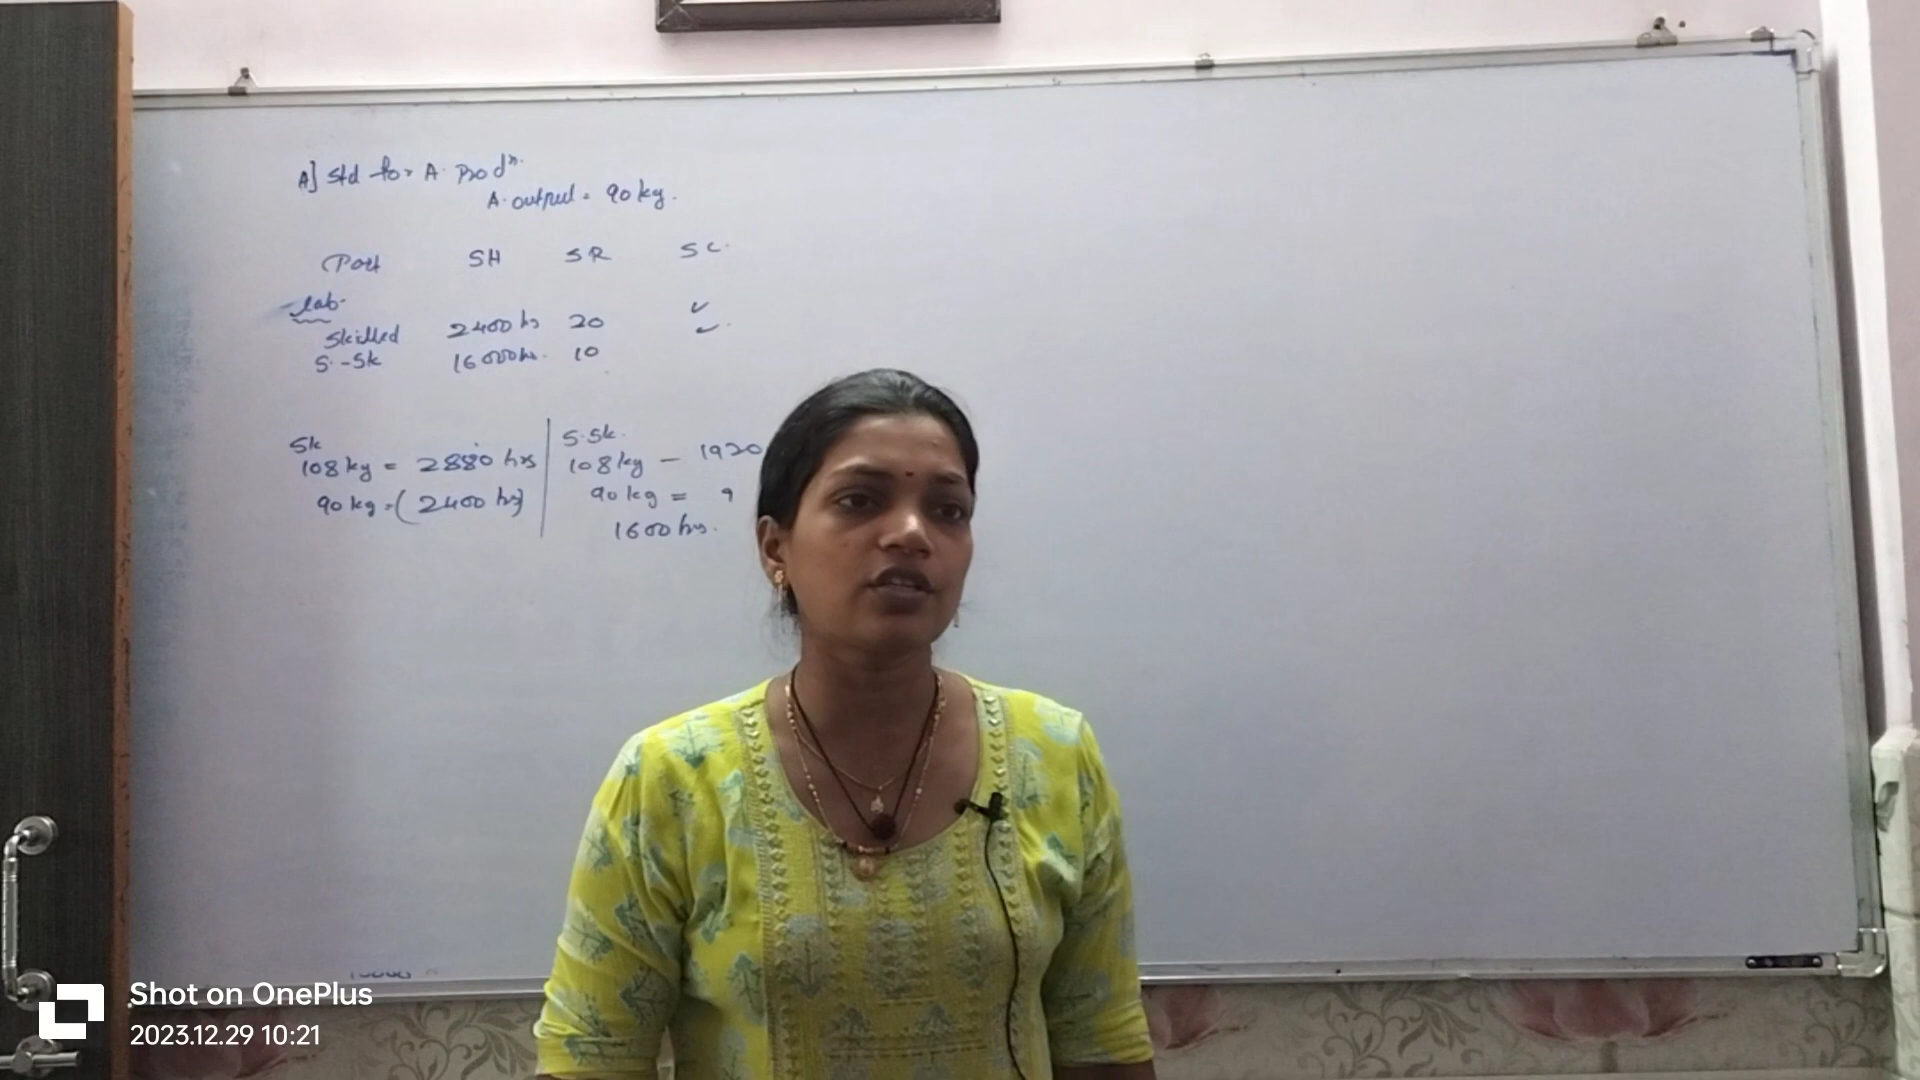 A] Std for A. Prodn.
A. output = 90 kg.
Part SH SR SC.
Lab.
Skilled 2400 hs 20 ✓
S.-Sk 1600 hs. 10 ✓.
Sk
108 kg = 2880 hrs
90 kg = (2400 hrs)
S.Sk.
108 kg — 1920
90 kg = ?
1600 hrs.
Shot on OnePlus
2023.12.29 10:21